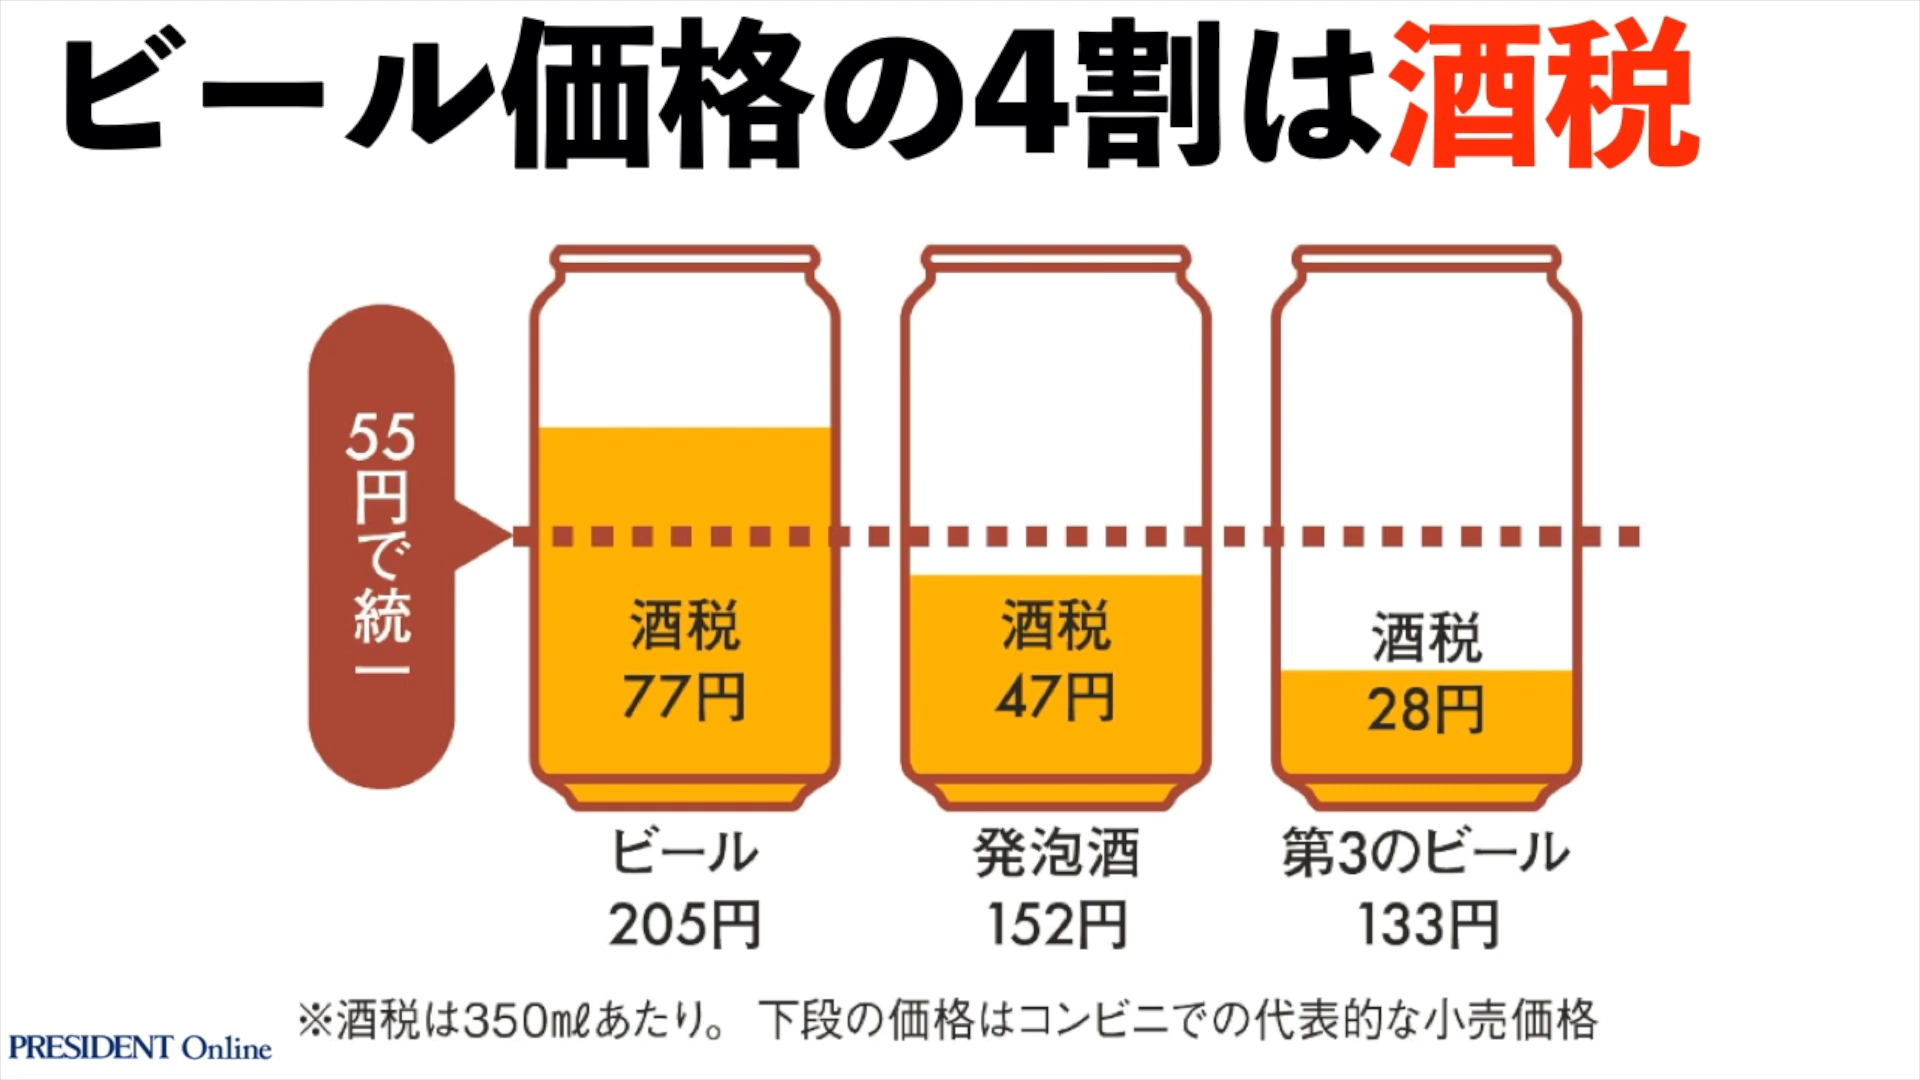 ビール価格の4割は酒税
55円で統一
酒税
77円
酒税
47円
酒税
28円
ビール
205円
発泡酒
152円
第3のビール
133円
※酒税は350㎖あたり。 下段の価格はコンビニでの代表的な小売価格
PRESIDENT Online